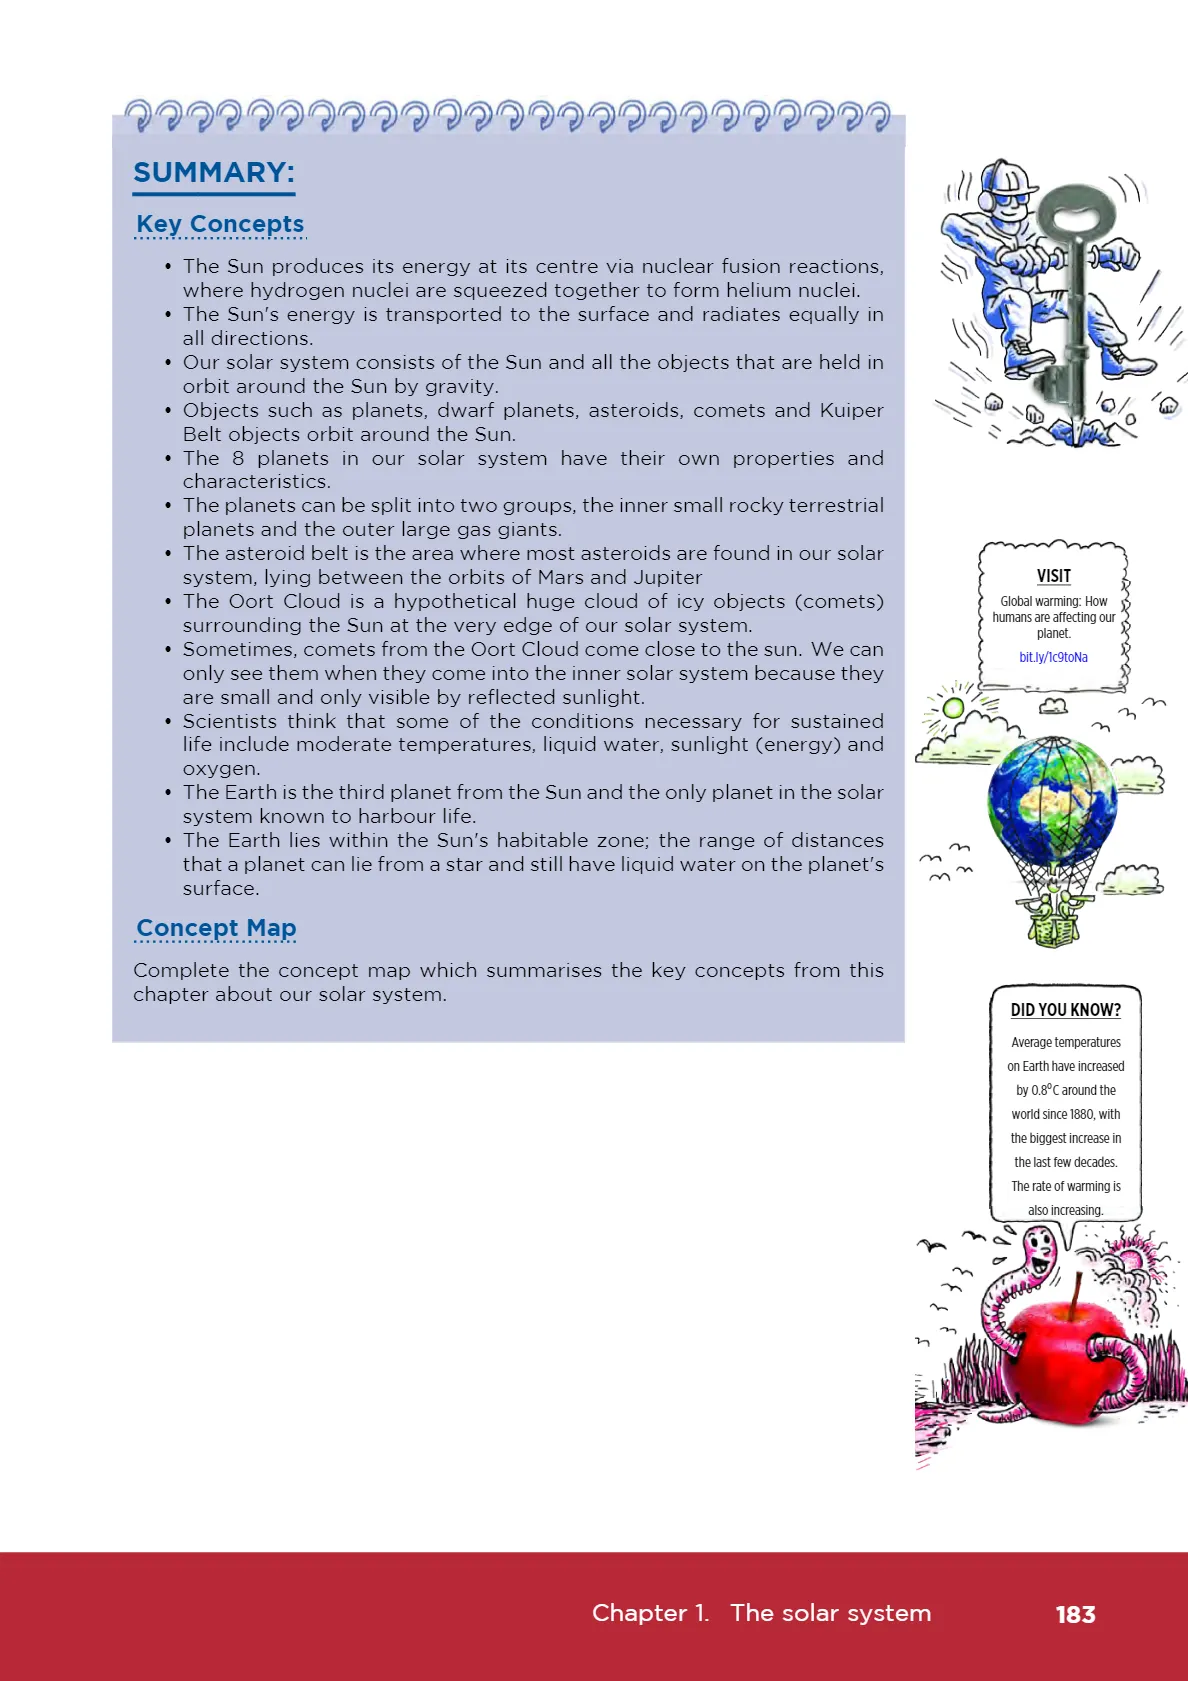 SUMMARY:
Key Concepts
• The Sun produces its energy at its centre via nuclear fusion reactions,
where hydrogen nuclei are squeezed together to form helium nuclei.
• The Sun's energy is transported to the surface and radiates equally in
all directions.
• Our solar system consists of the Sun and all the objects that are held in
orbit around the Sun by gravity.
• Objects such as planets, dwarf planets, asteroids, comets and Kuiper
Belt objects orbit around the Sun.
• The 8 planets in our solar system have their own properties and
characteristics.
• The planets can be split into two groups, the inner small rocky terrestrial
planets and the outer large gas giants.
• The asteroid belt is the area where most asteroids are found in our solar
system, lying between the orbits of Mars and Jupiter
• The Oort Cloud is a hypothetical huge cloud of icy objects (comets)
surrounding the Sun at the very edge of our solar system.
• Sometimes, comets from the Oort Cloud come close to the sun. We can
only see them when they come into the inner solar system because they
are small and only visible by reflected sunlight.
• Scientists think that some of the conditions necessary for sustained
life include moderate temperatures, liquid water, sunlight (energy) and
oxygen.
• The Earth is the third planet from the Sun and the only planet in the solar
system known to harbour life.
• The Earth lies within the Sun's habitable zone; the range of distances
that a planet can lie from a star and still have liquid water on the planet's
surface.
Concept Map
Complete the concept map which summarises the key concepts from this
chapter about our solar system.
VISIT
Global warming: How
humans are affecting our
planet.
bit.ly/1c9toNa
DID YOU KNOW?
Average temperatures
on Earth have increased
by 0.8°C around the
world since 1880, with
the biggest increase in
the last few decades.
The rate of warming is
also increasing.
Chapter 1. The solar system 183